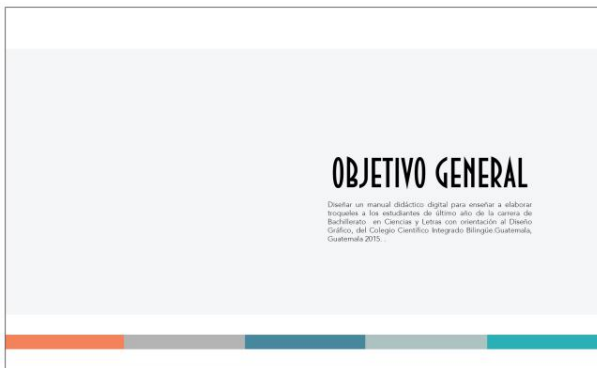 OBJETIVO GENERAL
Diseñar un manual didáctico digital para enseñar a elaborar
troqueles a los estudiantes de último año de la carrera de
Bachillerato en Ciencias y Letras con orientación al Diseño
Gráfico, del Colegio Científico Integrado Bilingüe.Guatemala,
Guatemala 2015. .